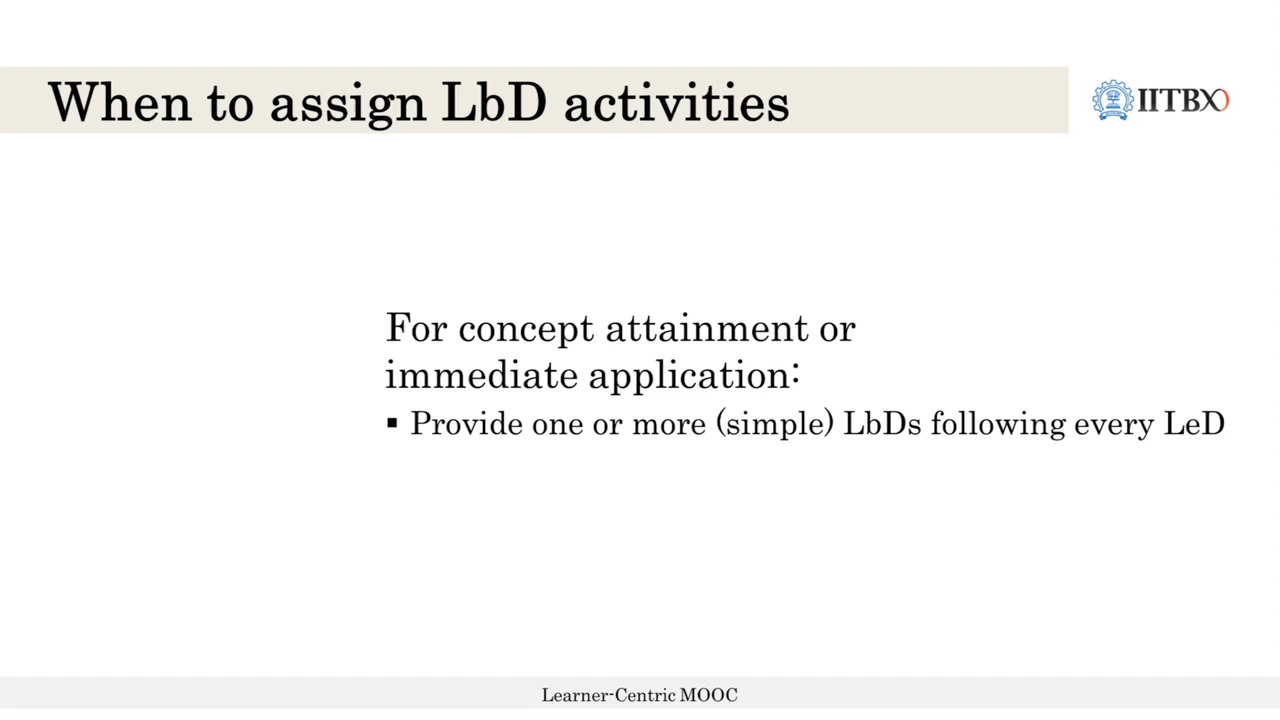 When to assign LbD activities
IITBX
For concept attainment or
immediate application:
▪ Provide one or more (simple) LbDs following every LeD
Learner-Centric MOOC